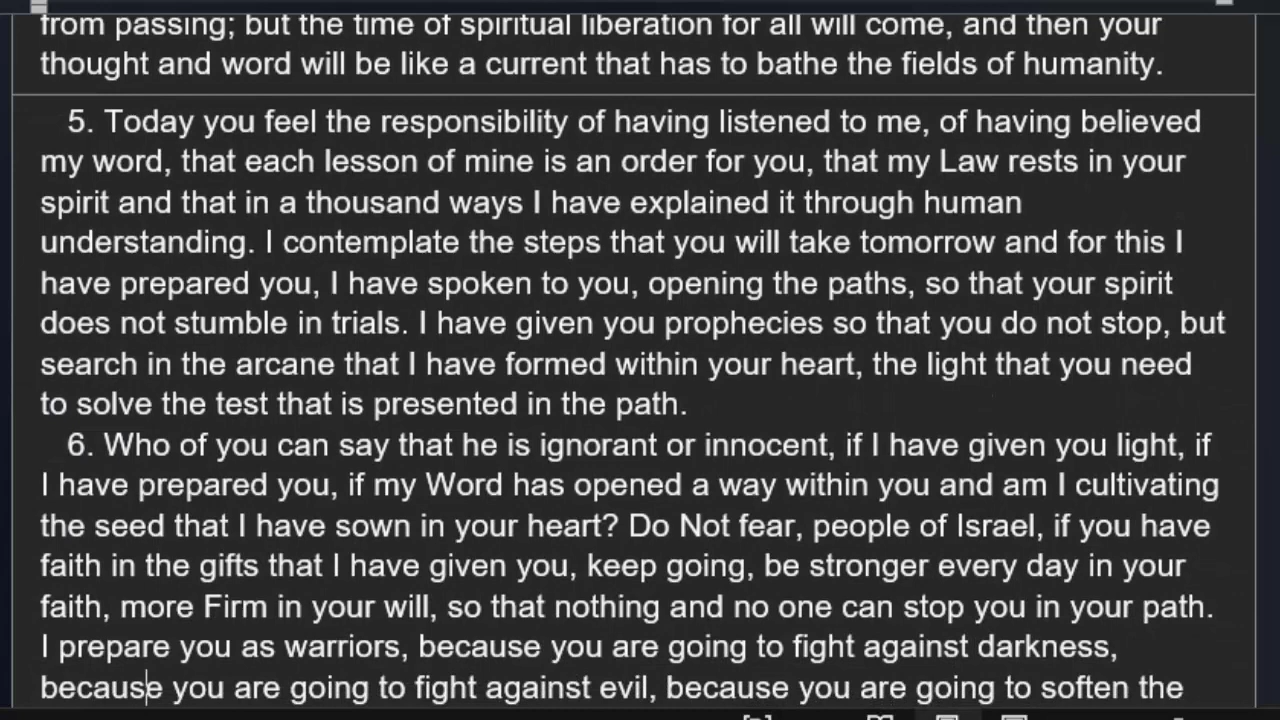 from passing; but the time of spiritual liberation for all will come, and then your
thought and word will be like a current that has to bathe the fields of humanity.
5. Today you feel the responsibility of having listened to me, of having believed
my word, that each lesson of mine is an order for you, that my Law rests in your
spirit and that in a thousand ways I have explained it through human
understanding. I contemplate the steps that you will take tomorrow and for this I
have prepared you, I have spoken to you, opening the paths, so that your spirit
does not stumble in trials. I have given you prophecies so that you do not stop, but
search in the arcane that I have formed within your heart, the light that you need
to solve the test that is presented in the path.
6. Who of you can say that he is ignorant or innocent, if I have given you light, if
I have prepared you, if my Word has opened a way within you and am I cultivating
the seed that I have sown in your heart? Do Not fear, people of Israel, if you have
faith in the gifts that I have given you, keep going, be stronger every day in your
faith, more Firm in your will, so that nothing and no one can stop you in your path.
I prepare you as warriors, because you are going to fight against darkness,
because you are going to fight against evil, because you are going to soften the